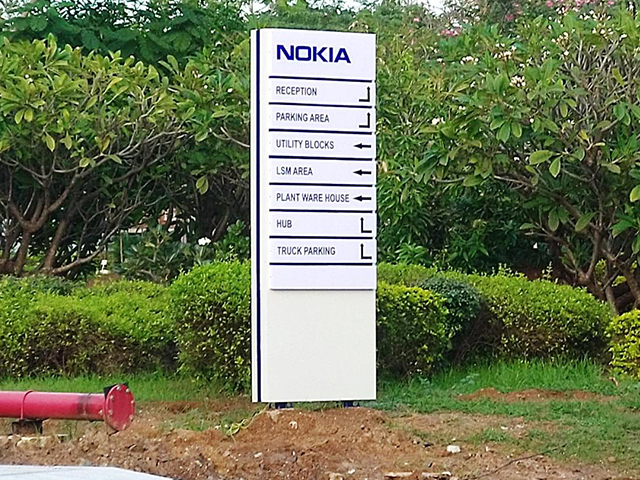 NOKIA
RECEPTION
PARKING AREA
UTILITY BLOCKS
LSM AREA
PLANT WARE HOUSE
HUB
TRUCK PARKING